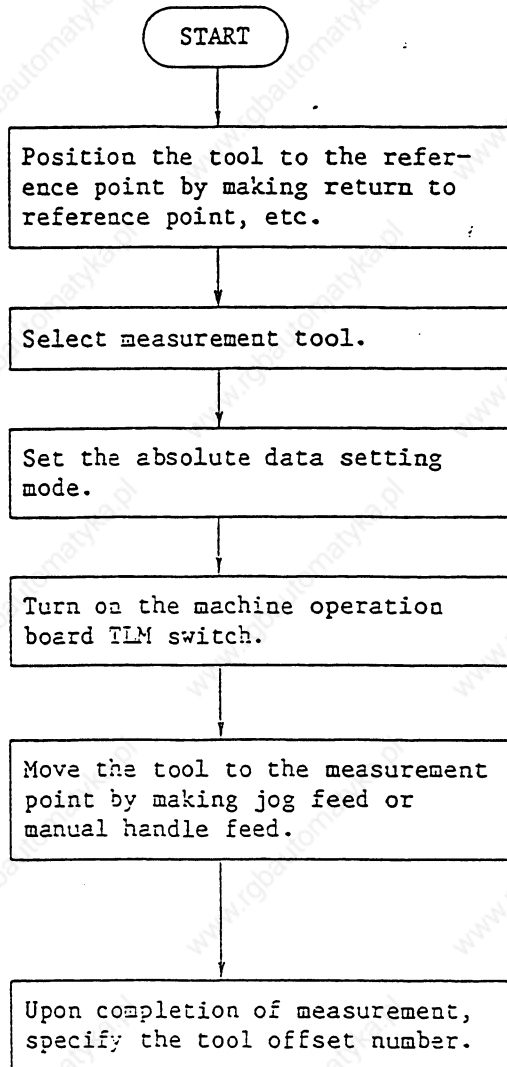 START
Position the tool to the refer-
ence point by making return to
reference point, etc.
Select measurement tool.
Set the absolute data setting
mode.
Turn on the machine operation
board TLM switch.
Move the tool to the measurement
point by making jog feed or
manual handle feed.
Upon completion of measurement,
specify the tool offset number.
www.rgbautomatyka.pl